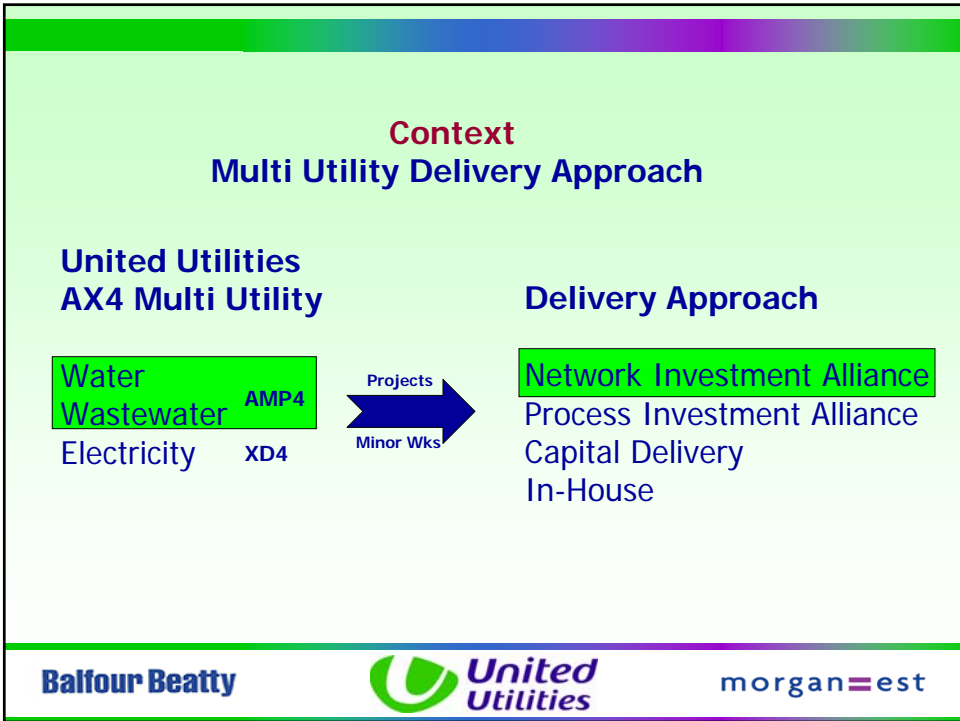 Context
Multi Utility Delivery Approach
United Utilities
AX4 Multi Utility
Water
Wastewater
AMP4
Electricity XD4
Projects
Minor Wks
Delivery Approach
Network Investment Alliance
Process Investment Alliance
Capital Delivery
In-House
Balfour Beatty
United
Utilities
morgan=est